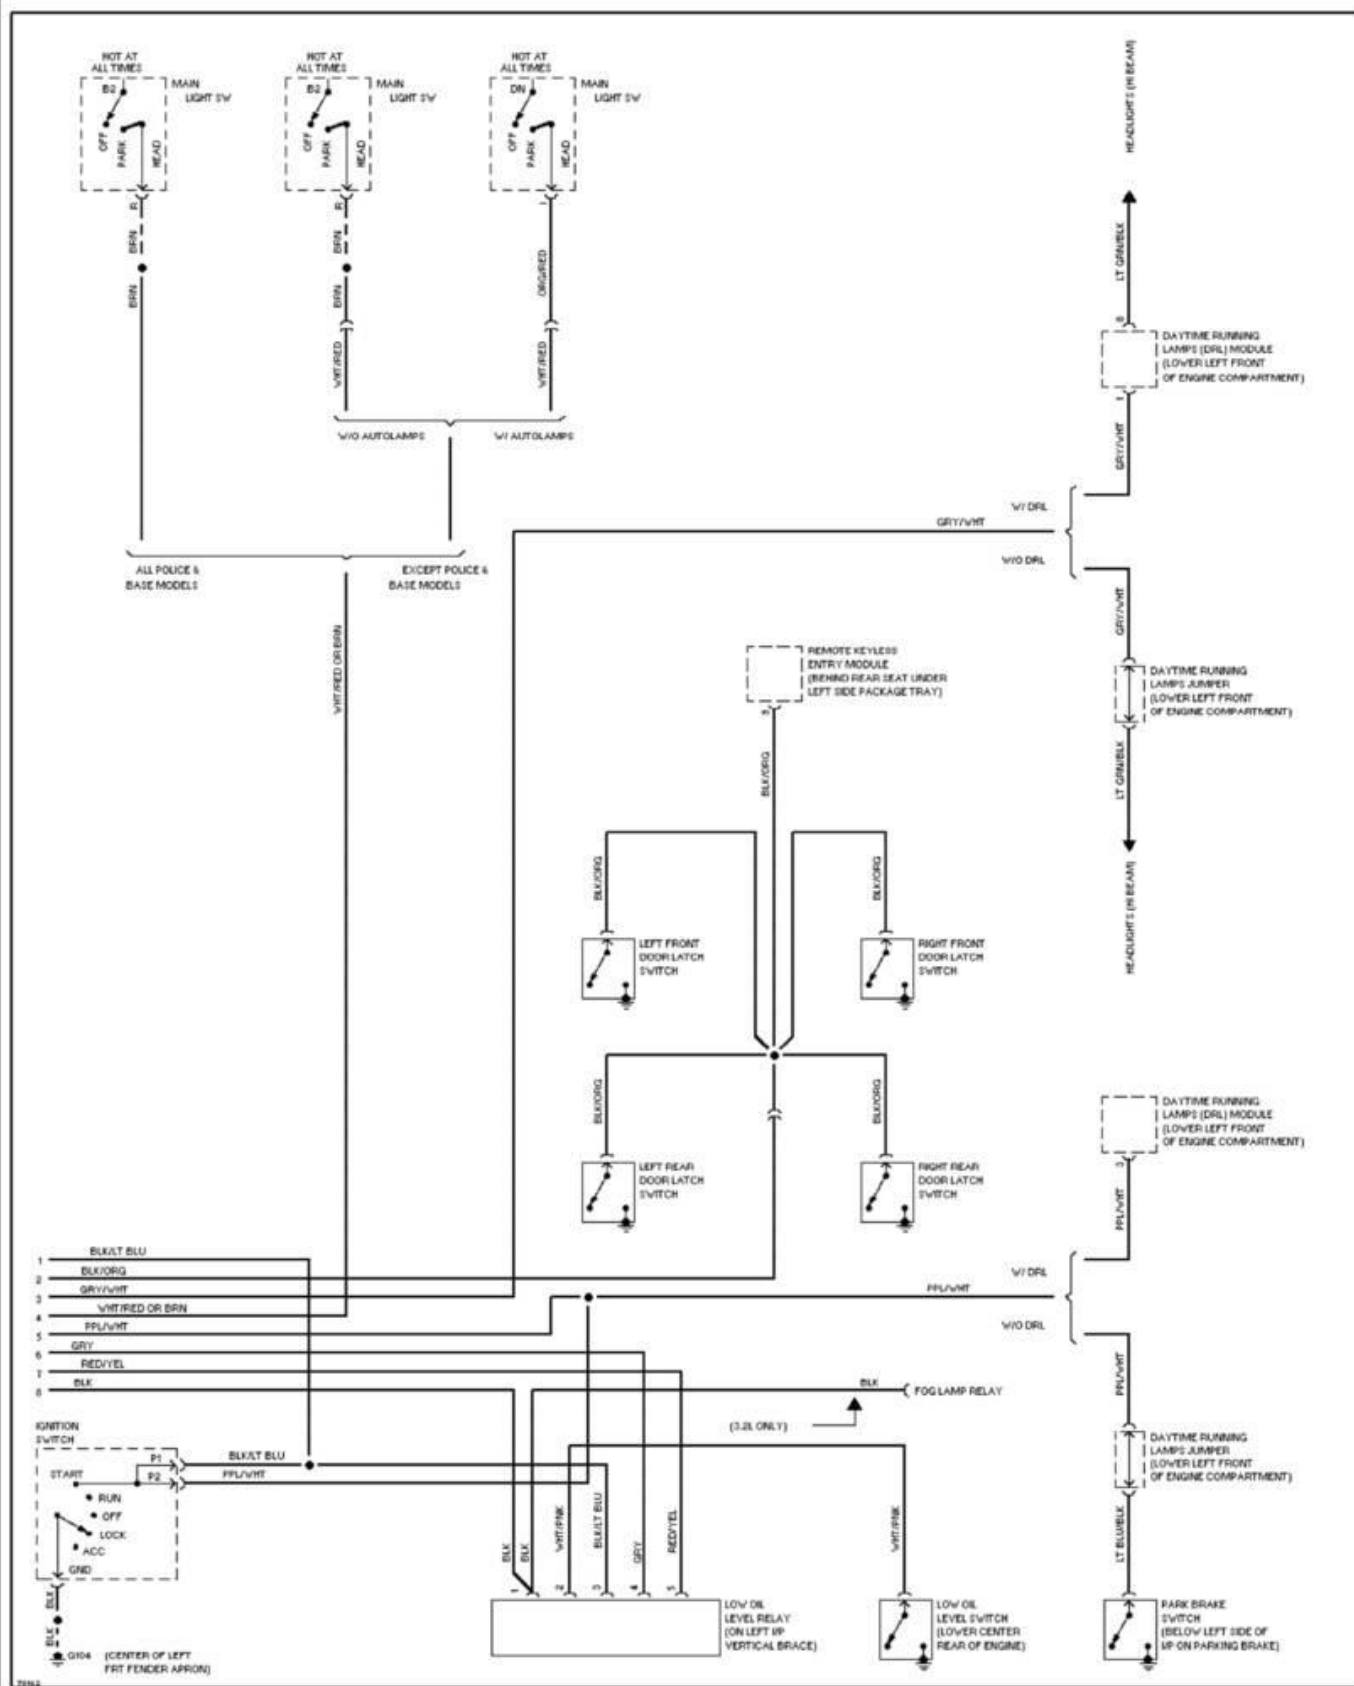 HOT AT
ALL TIMES
B2
MAIN
LIGHT SW
OFF
PARK
HEAD
R
BRN
BRN
HOT AT
ALL TIMES
B2
MAIN
LIGHT SW
OFF
PARK
HEAD
R
BRN
BRN
WHT/RED
HOT AT
ALL TIMES
DN
MAIN
LIGHT SW
OFF
PARK
HEAD
I
ORG/RED
WHT/RED
W/O AUTOLAMPS
W/ AUTOLAMPS
ALL POLICE &
BASE MODELS
EXCEPT POLICE &
BASE MODELS
WHT/RED OR BRN
HEADLIGHTS (HI BEAM)
LT GRN/BLK
8
DAYTIME RUNNING
LAMPS (DRL) MODULE
(LOWER LEFT FRONT
OF ENGINE COMPARTMENT)
1
GRY/WHT
W/ DRL
GRY/WHT
W/O DRL
GRY/WHT
DAYTIME RUNNING
LAMPS JUMPER
(LOWER LEFT FRONT
OF ENGINE COMPARTMENT)
LT GRN/BLK
HEADLIGHTS (HI BEAM)
REMOTE KEYLESS
ENTRY MODULE
(BEHIND REAR SEAT UNDER
LEFT SIDE PACKAGE TRAY)
BLK/ORG
BLK/ORG
BLK/ORG
LEFT FRONT
DOOR LATCH
SWITCH
RIGHT FRONT
DOOR LATCH
SWITCH
BLK/ORG
BLK/ORG
LEFT REAR
DOOR LATCH
SWITCH
RIGHT REAR
DOOR LATCH
SWITCH
DAYTIME RUNNING
LAMPS (DRL) MODULE
(LOWER LEFT FRONT
OF ENGINE COMPARTMENT)
3
PPL/WHT
W/ DRL
PPL/WHT
W/O DRL
PPL/WHT
DAYTIME RUNNING
LAMPS JUMPER
(LOWER LEFT FRONT
OF ENGINE COMPARTMENT)
LT BLU/BLK
PARK BRAKE
SWITCH
(BELOW LEFT SIDE OF
I/P ON PARKING BRAKE)
1 BLK/LT BLU
2 BLK/ORG
3 GRY/WHT
4 WHT/RED OR BRN
5 PPL/WHT
6 GRY
7 RED/YEL
8 BLK
BLK
FOG LAMP RELAY
(3.2L ONLY)
IGNITION
SWITCH
P1
BLK/LT BLU
START
P2
PPL/WHT
RUN
OFF
LOCK
ACC
GND
BLK
BLK
G104
(CENTER OF LEFT
FRT FENDER APRON)
BLK
BLK
WHT/PNK
BLK/LT BLU
GRY
RED/YEL
WHT/PNK
1
2
3
4
5
LOW OIL
LEVEL RELAY
(ON LEFT I/P
VERTICAL BRACE)
LOW OIL
LEVEL SWITCH
(LOWER CENTER
REAR OF ENGINE)